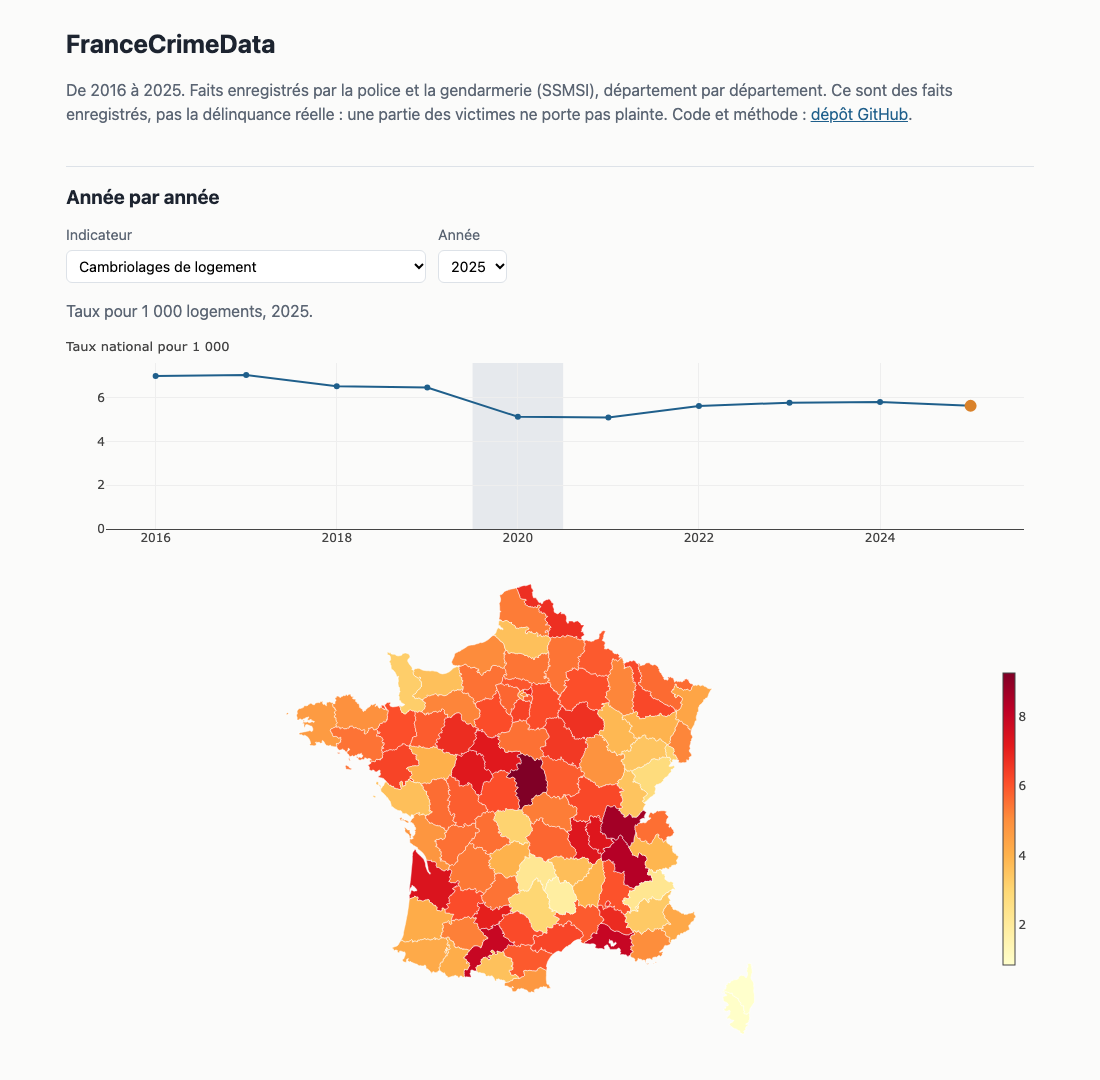 FranceCrimeData
De 2016 à 2025. Faits enregistrés par la police et la gendarmerie (SSMSI), département par département. Ce sont des faits
enregistrés, pas la délinquance réelle : une partie des victimes ne porte pas plainte. Code et méthode : dépôt GitHub.
Année par année
Indicateur
Année
Cambriolages de logement
2025
Taux pour 1 000 logements, 2025.
Taux national pour 1 000
6
4
2
0
2016
2018
2020
2022
2024
8
6
4
2